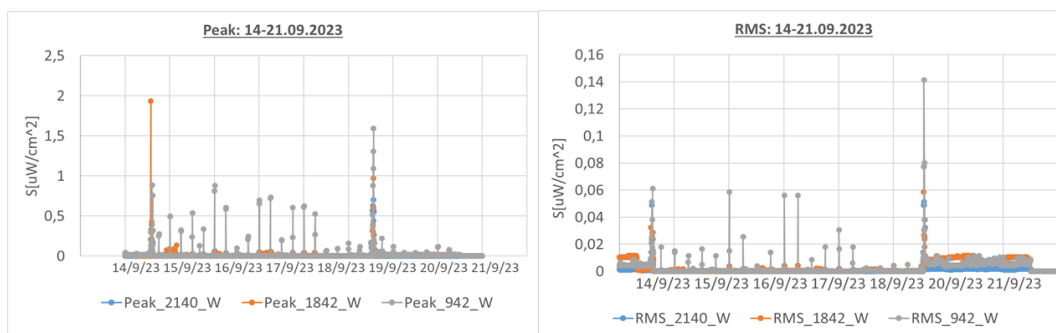 Peak: 14-21.09.2023
2,5
2
1,5
1
0,5
0
S[uW/cm^2]
14/9/23 15/9/23 16/9/23 17/9/23 18/9/23 19/9/23 20/9/23 21/9/23
Peak_2140_W Peak_1842_W Peak_942_W
RMS: 14-21.09.2023
0,16
0,14
0,12
0,1
0,08
0,06
0,04
0,02
0
S[uW/cm^2]
14/9/23 15/9/23 16/9/23 17/9/23 18/9/23 19/9/23 20/9/23 21/9/23
RMS_2140_W RMS_1842_W RMS_942_W